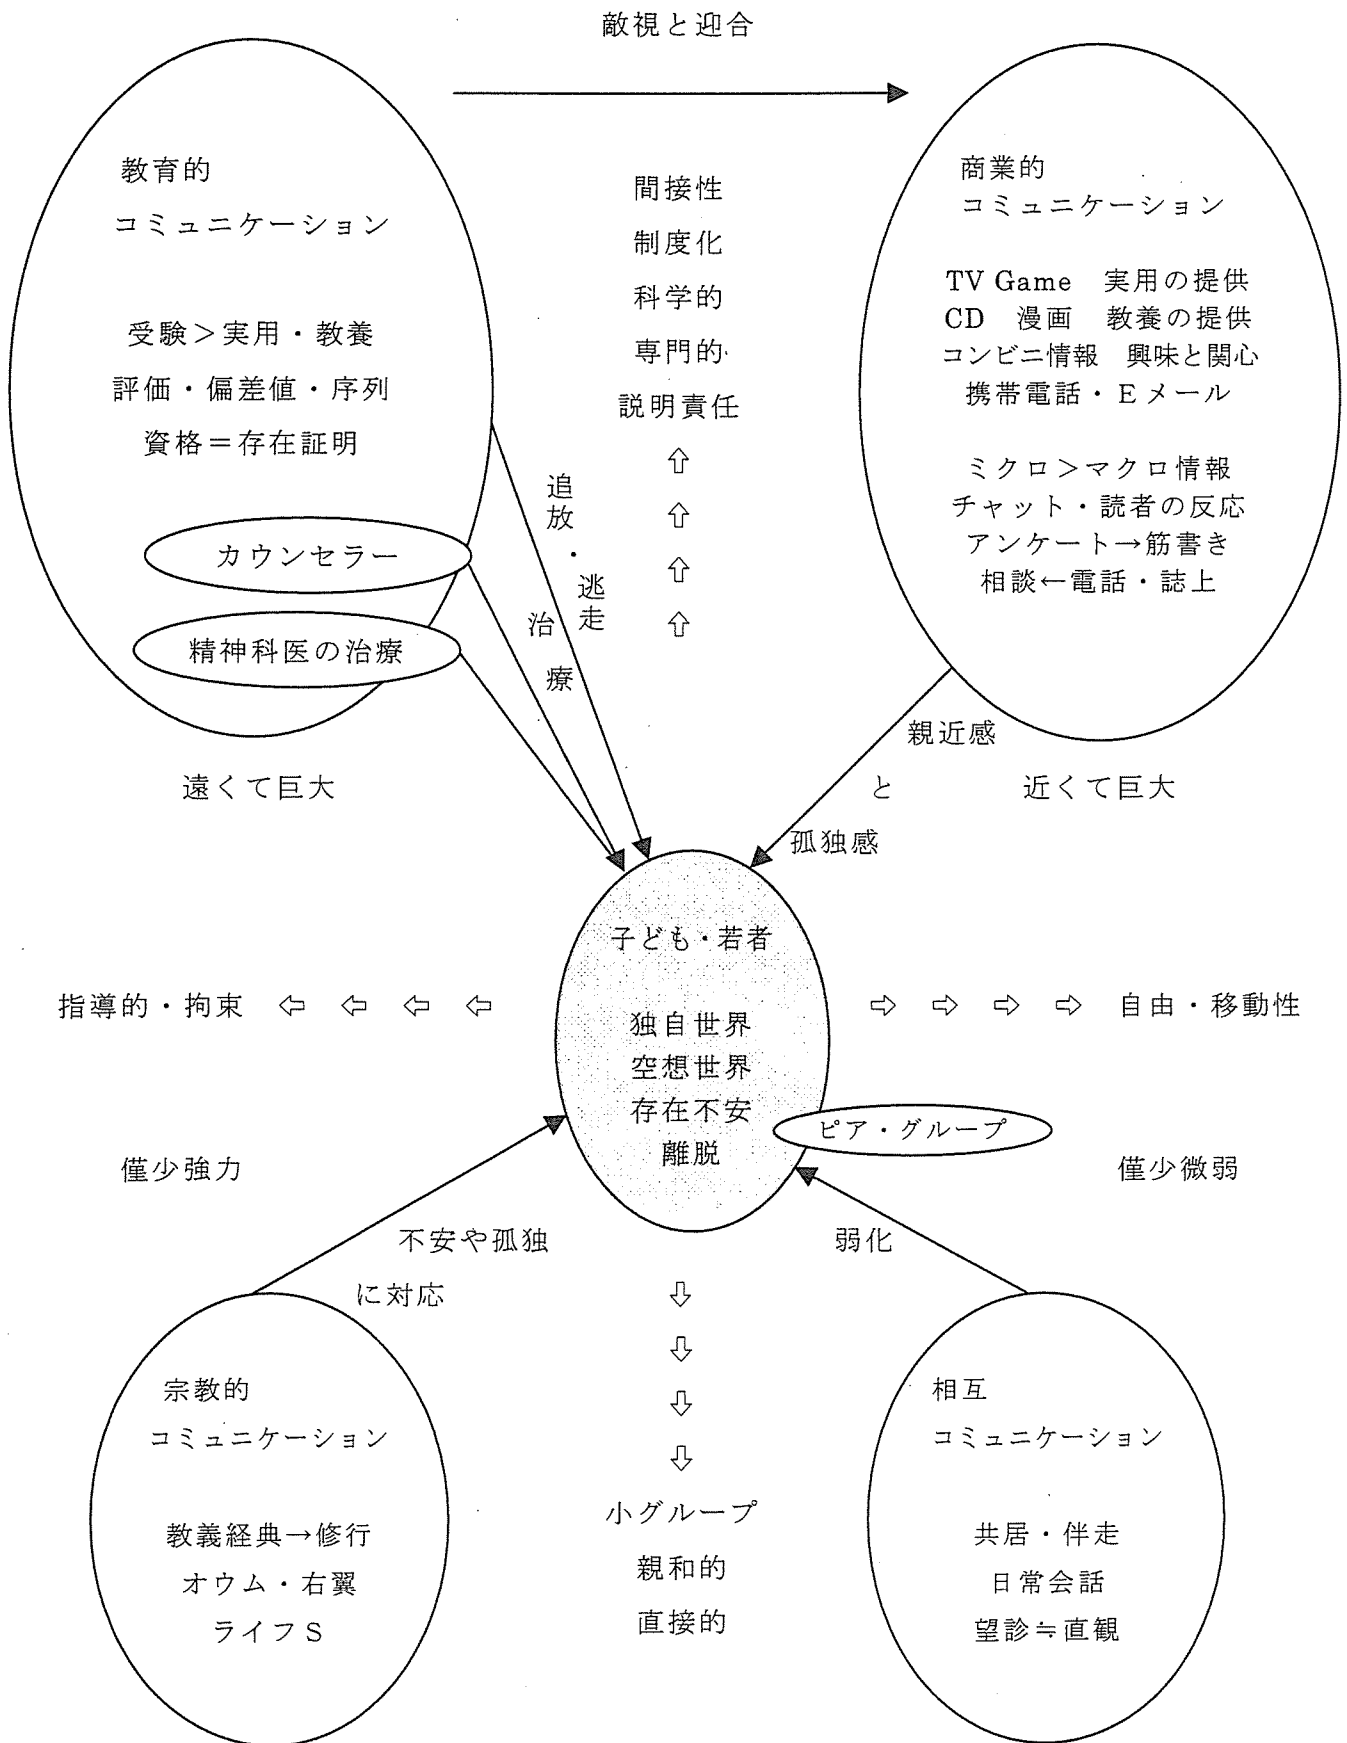 敵視と迎合
教育的
コミュニケーション
受験＞実用・教養
評価・偏差値・序列
資格＝存在証明
カウンセラー
精神科医の治療
遠くて巨大
間接性
制度化
科学的
専門的
説明責任
⇧
⇧
⇧
⇧
追放・逃走
治療
商業的
コミュニケーション
TV Game　実用の提供
CD　漫画　教養の提供
コンビニ情報　興味と関心
携帯電話・Eメール
ミクロ＞マクロ情報
チャット・読者の反応
アンケート→筋書き
相談←電話・誌上
親近感
と
孤独感
近くて巨大
子ども・若者
独自世界
空想世界
存在不安
離脱
指導的・拘束　⇦　⇦　⇦　⇦
⇨　⇨　⇨　⇨　自由・移動性
ピア・グループ
僅少強力
僅少微弱
不安や孤独
に対応
弱化
⇩
⇩
⇩
⇩
小グループ
親和的
直接的
宗教的
コミュニケーション
教義経典→修行
オウム・右翼
ライフS
相互
コミュニケーション
共居・伴走
日常会話
望診≒直観